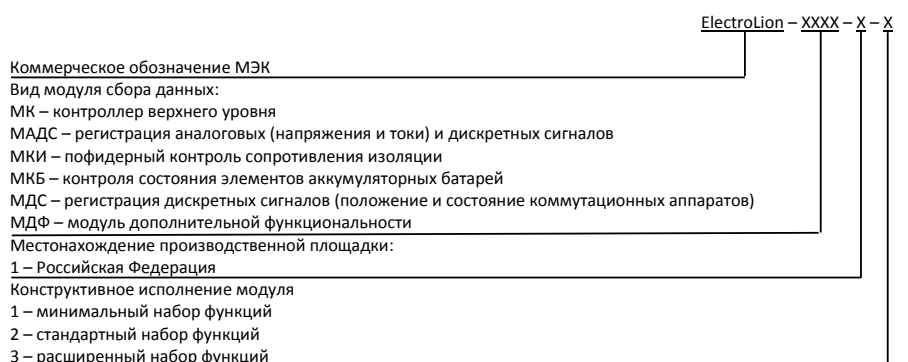 ElectroLion – XXXX – X – X
Коммерческое обозначение МЭК
Вид модуля сбора данных:
МК – контроллер верхнего уровня
МАДС – регистрация аналоговых (напряжения и токи) и дискретных сигналов
МКИ – пофидерный контроль сопротивления изоляции
МКБ – контроля состояния элементов аккумуляторных батарей
МДС – регистрация дискретных сигналов (положение и состояние коммутационных аппаратов)
МДФ – модуль дополнительной функциональности
Местонахождение производственной площадки:
1 – Российская Федерация
Конструктивное исполнение модуля
1 – минимальный набор функций
2 – стандартный набор функций
3 – расширенный набор функций